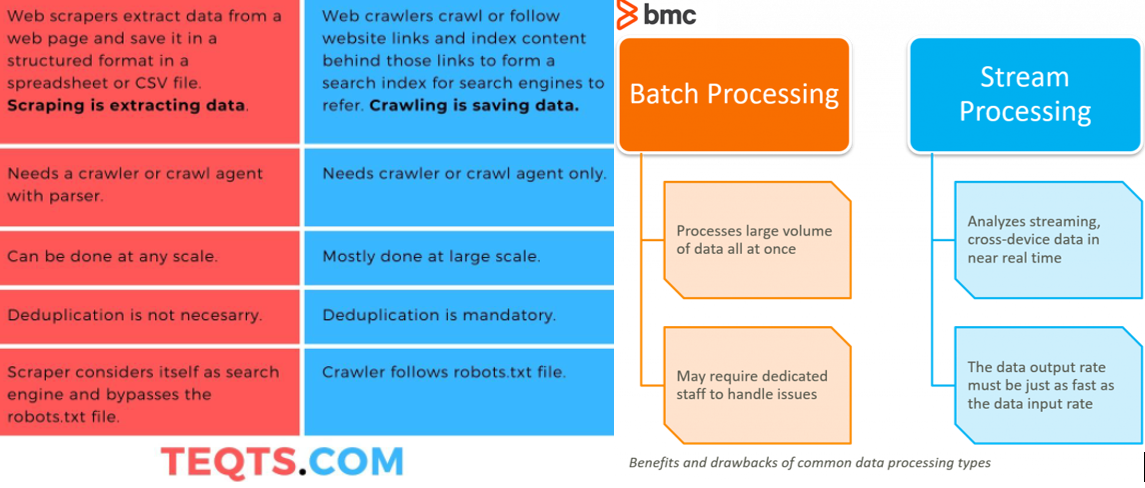 Web scrapers extract data from a
web page and save it in a
structured format in a
spreadsheet or CSV file.
Scraping is extracting data.
Web crawlers crawl or follow
website links and index content
behind those links to form a
search index for search engines to
refer. Crawling is saving data.
Needs a crawler or crawl agent
with parser.
Needs crawler or crawl agent only.
Can be done at any scale.
Mostly done at large scale.
Deduplication is not necesarry.
Deduplication is mandatory.
Scraper considers itself as search
engine and bypasses the
robots.txt file.
Crawler follows robots.txt file.
TEQTS.COM
bmc
Batch Processing
Processes large volume
of data all at once
May require dedicated
staff to handle issues
Stream
Processing
Analyzes streaming,
cross-device data in
near real time
The data output rate
must be just as fast as
the data input rate
Benefits and drawbacks of common data processing types